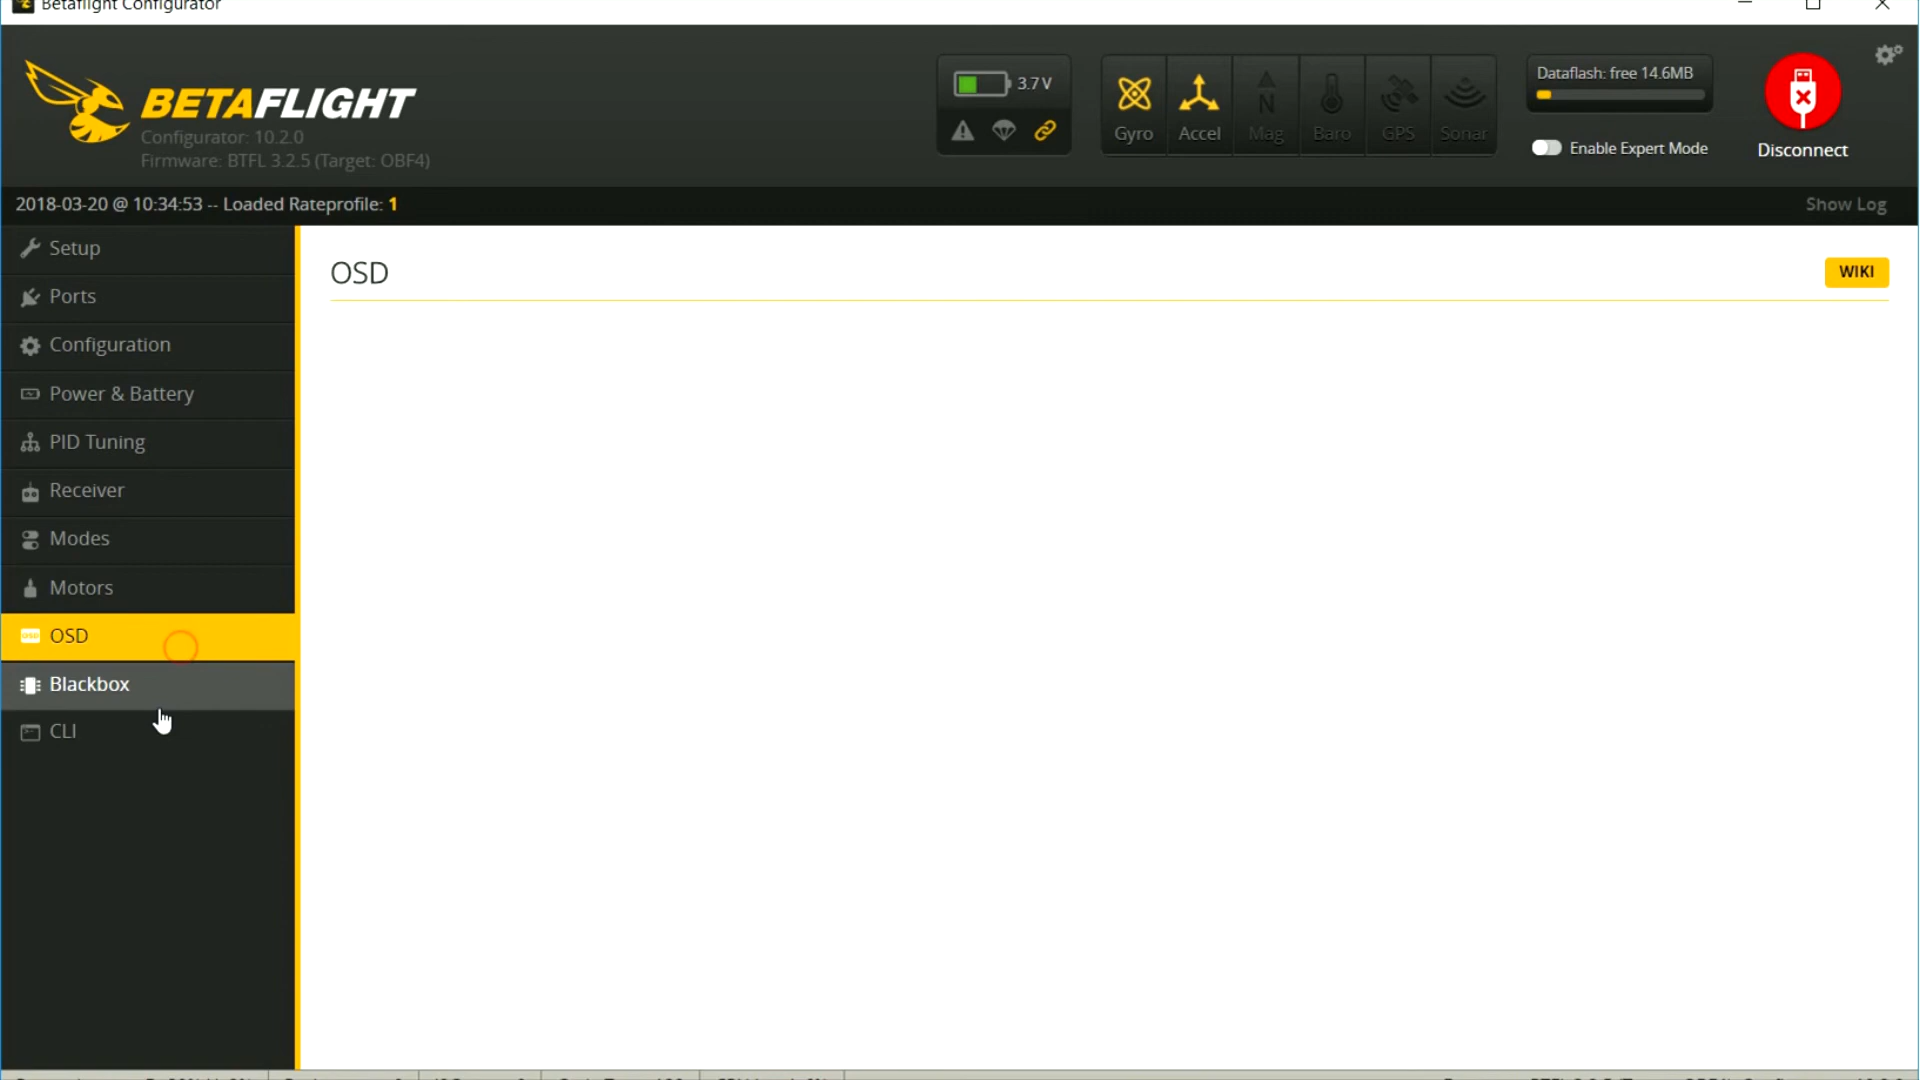 Betaflight Configurator
BETAFLIGHT
Configurator: 10.2.0
Firmware: BTFL 3.2.5 (Target: OBF4)
3.7 V
Gyro
Accel
Mag
Baro
GPS
Sonar
Dataflash: free 14.6MB
Enable Expert Mode
Disconnect
2018-03-20 @ 10:34:53 -- Loaded Rateprofile: 1
Show Log
Setup
Ports
Configuration
Power & Battery
PID Tuning
Receiver
Modes
Motors
OSD
Blackbox
CLI
OSD
WIKI